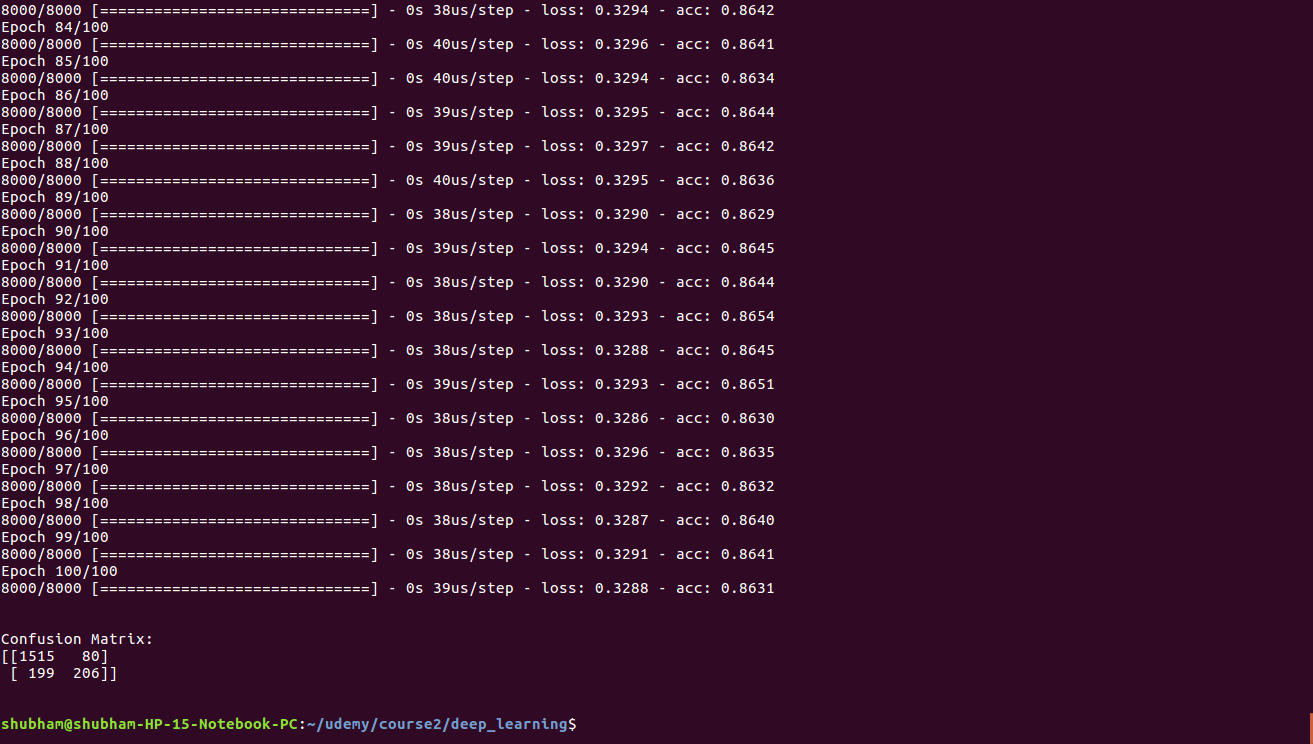 8000/8000 [==============================] - 0s 38us/step - loss: 0.3294 - acc: 0.8642
Epoch 84/100
8000/8000 [==============================] - 0s 40us/step - loss: 0.3296 - acc: 0.8641
Epoch 85/100
8000/8000 [==============================] - 0s 40us/step - loss: 0.3294 - acc: 0.8634
Epoch 86/100
8000/8000 [==============================] - 0s 39us/step - loss: 0.3295 - acc: 0.8644
Epoch 87/100
8000/8000 [==============================] - 0s 39us/step - loss: 0.3297 - acc: 0.8642
Epoch 88/100
8000/8000 [==============================] - 0s 40us/step - loss: 0.3295 - acc: 0.8636
Epoch 89/100
8000/8000 [==============================] - 0s 38us/step - loss: 0.3290 - acc: 0.8629
Epoch 90/100
8000/8000 [==============================] - 0s 39us/step - loss: 0.3294 - acc: 0.8645
Epoch 91/100
8000/8000 [==============================] - 0s 38us/step - loss: 0.3290 - acc: 0.8644
Epoch 92/100
8000/8000 [==============================] - 0s 38us/step - loss: 0.3293 - acc: 0.8654
Epoch 93/100
8000/8000 [==============================] - 0s 38us/step - loss: 0.3288 - acc: 0.8645
Epoch 94/100
8000/8000 [==============================] - 0s 39us/step - loss: 0.3293 - acc: 0.8651
Epoch 95/100
8000/8000 [==============================] - 0s 38us/step - loss: 0.3286 - acc: 0.8630
Epoch 96/100
8000/8000 [==============================] - 0s 38us/step - loss: 0.3296 - acc: 0.8635
Epoch 97/100
8000/8000 [==============================] - 0s 38us/step - loss: 0.3292 - acc: 0.8632
Epoch 98/100
8000/8000 [==============================] - 0s 38us/step - loss: 0.3287 - acc: 0.8640
Epoch 99/100
8000/8000 [==============================] - 0s 38us/step - loss: 0.3291 - acc: 0.8641
Epoch 100/100
8000/8000 [==============================] - 0s 39us/step - loss: 0.3288 - acc: 0.8631
Confusion Matrix:
[[1515   80]
 [ 199  206]]
shubham@shubham-HP-15-Notebook-PC:~/udemy/course2/deep_learning$